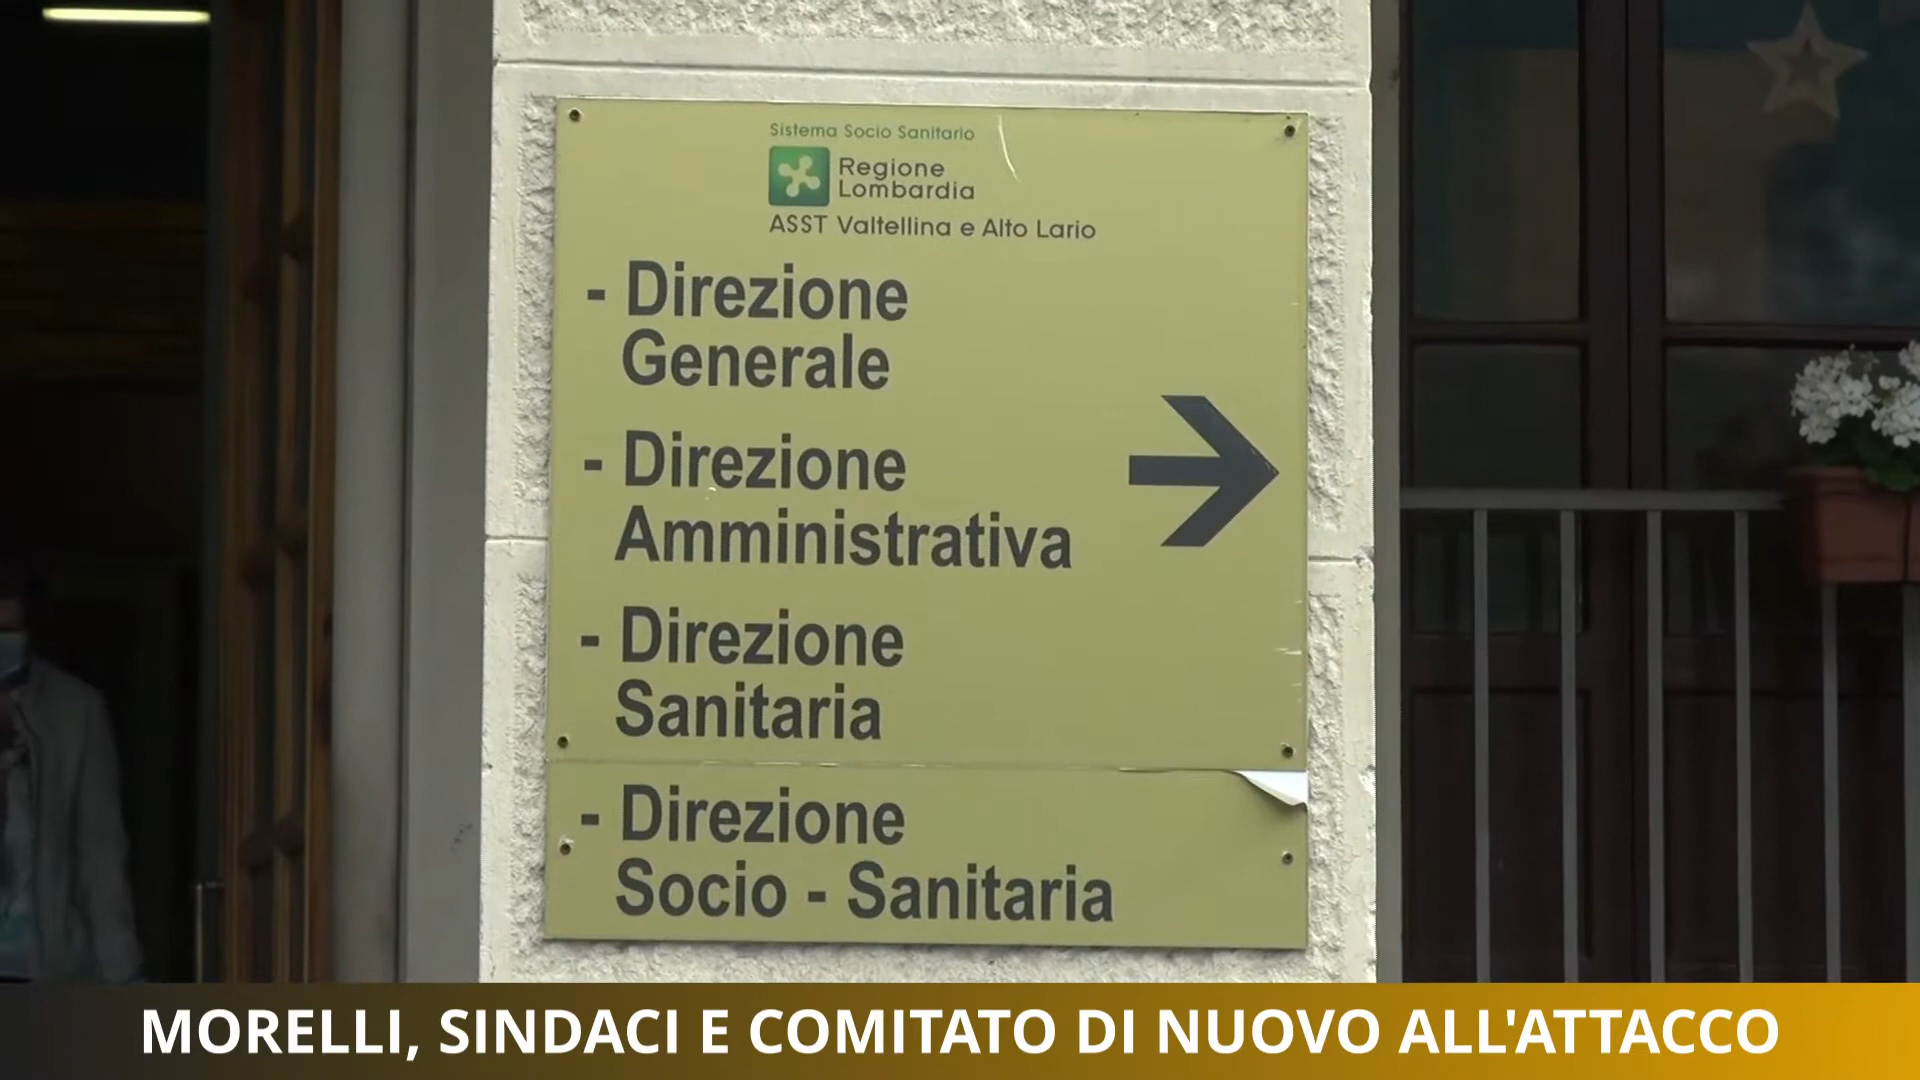 Sistema Socio Sanitario
Regione
Lombardia
ASST Valtellina e Alto Lario
- Direzione
Generale
- Direzione
Amministrativa
- Direzione
Sanitaria
- Direzione
Socio - Sanitaria
MORELLI, SINDACI E COMITATO DI NUOVO ALL'ATTACCO